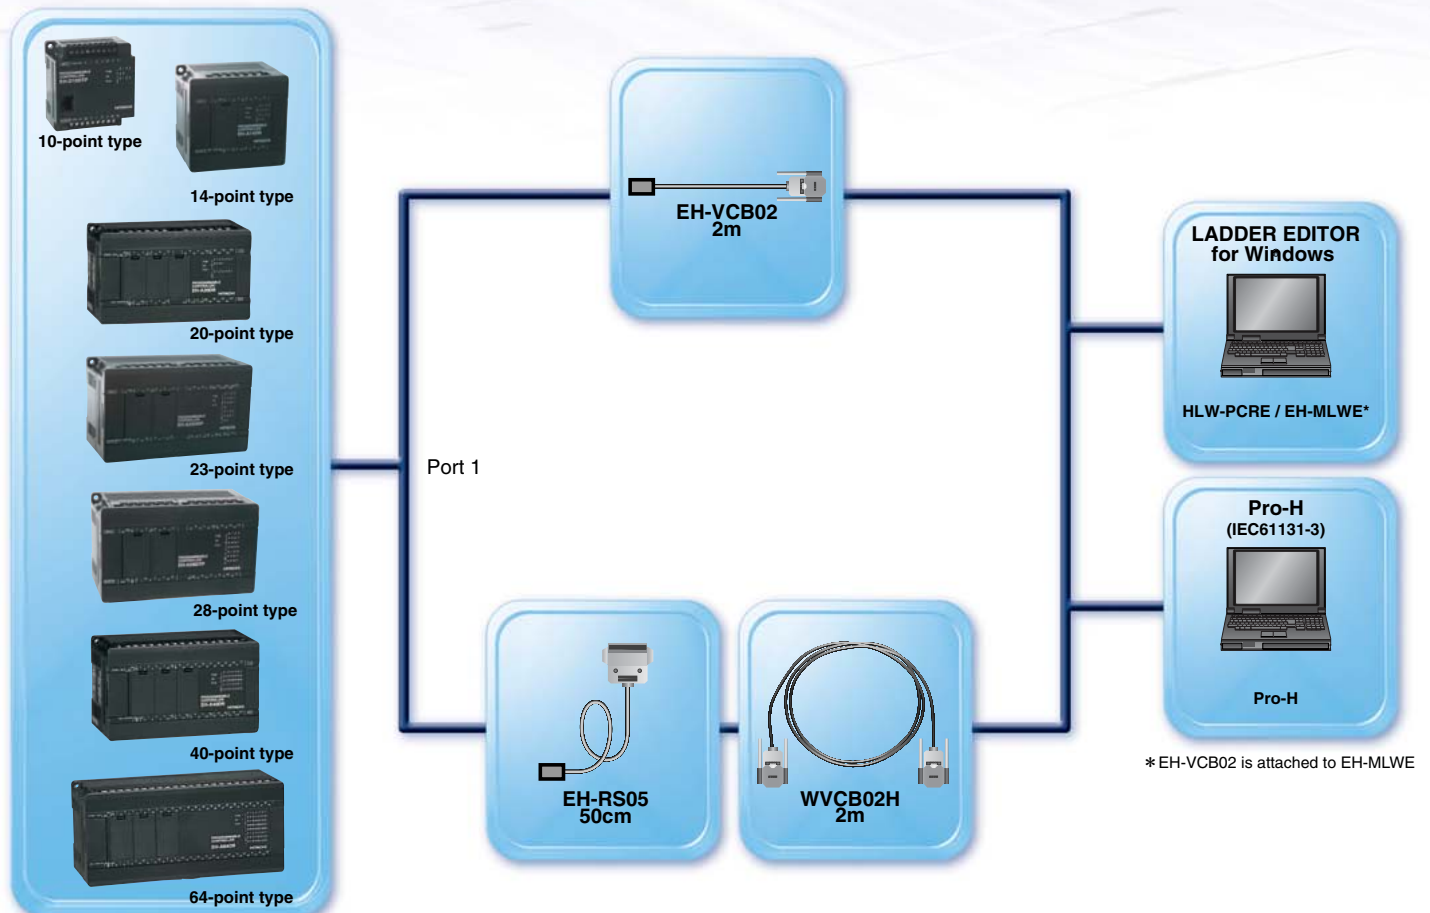 10-point type
14-point type
20-point type
23-point type
28-point type
40-point type
64-point type
Port 1
EH-VCB02
2m
EH-RS05
50cm
WVCB02H
2m
LADDER EDITOR
for Windows
HLW-PCRE / EH-MLWE*
Pro-H
(IEC61131-3)
Pro-H
*EH-VCB02 is attached to EH-MLWE